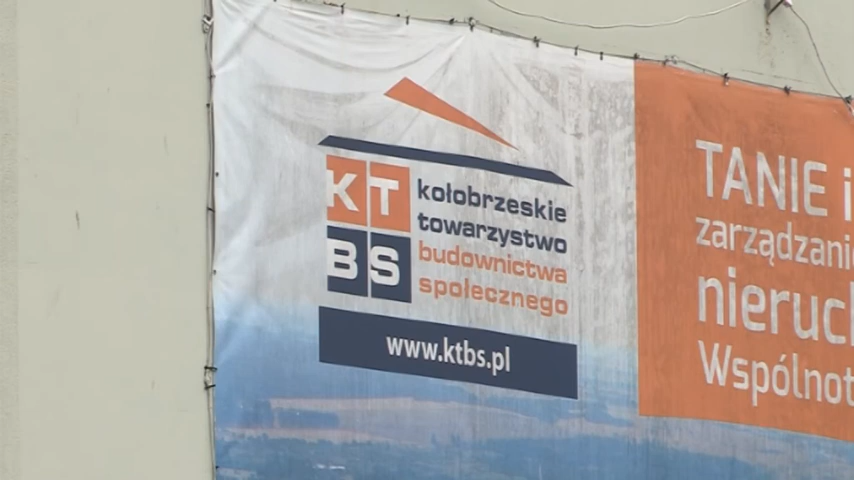 KT
BS
kołobrzeskie
towarzystwo
budownictwa
społecznego
www.ktbs.pl
TANIE i
zarządzani
nieruch
Wspólnot